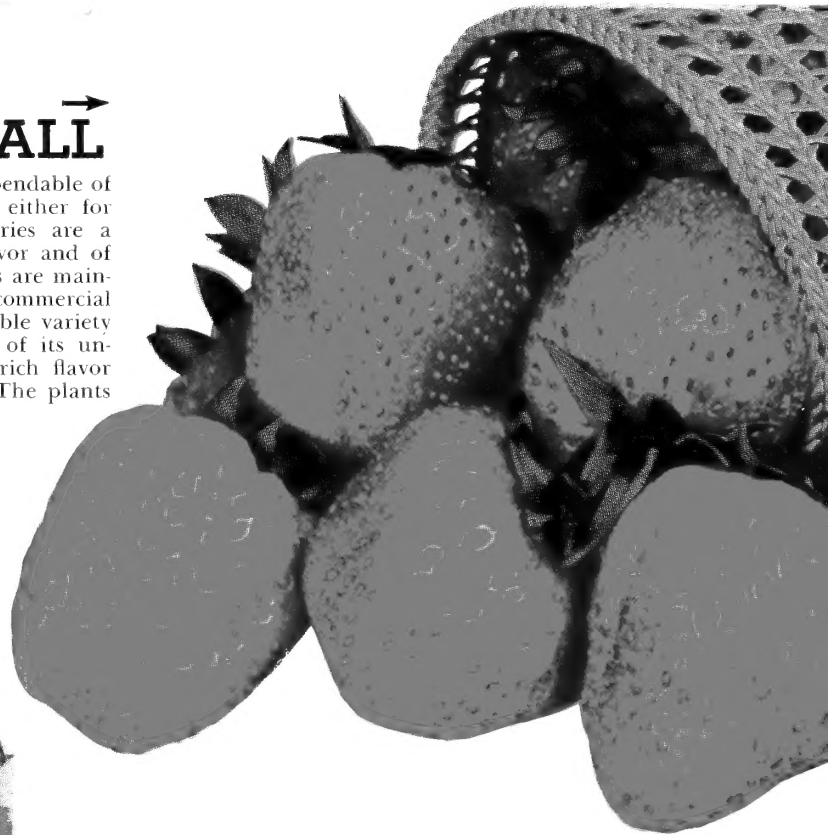 ALL
endable of
either for
ries are a
vor and of
s are main-
commercial
ble variety
of its un-
rich flavor
The plants